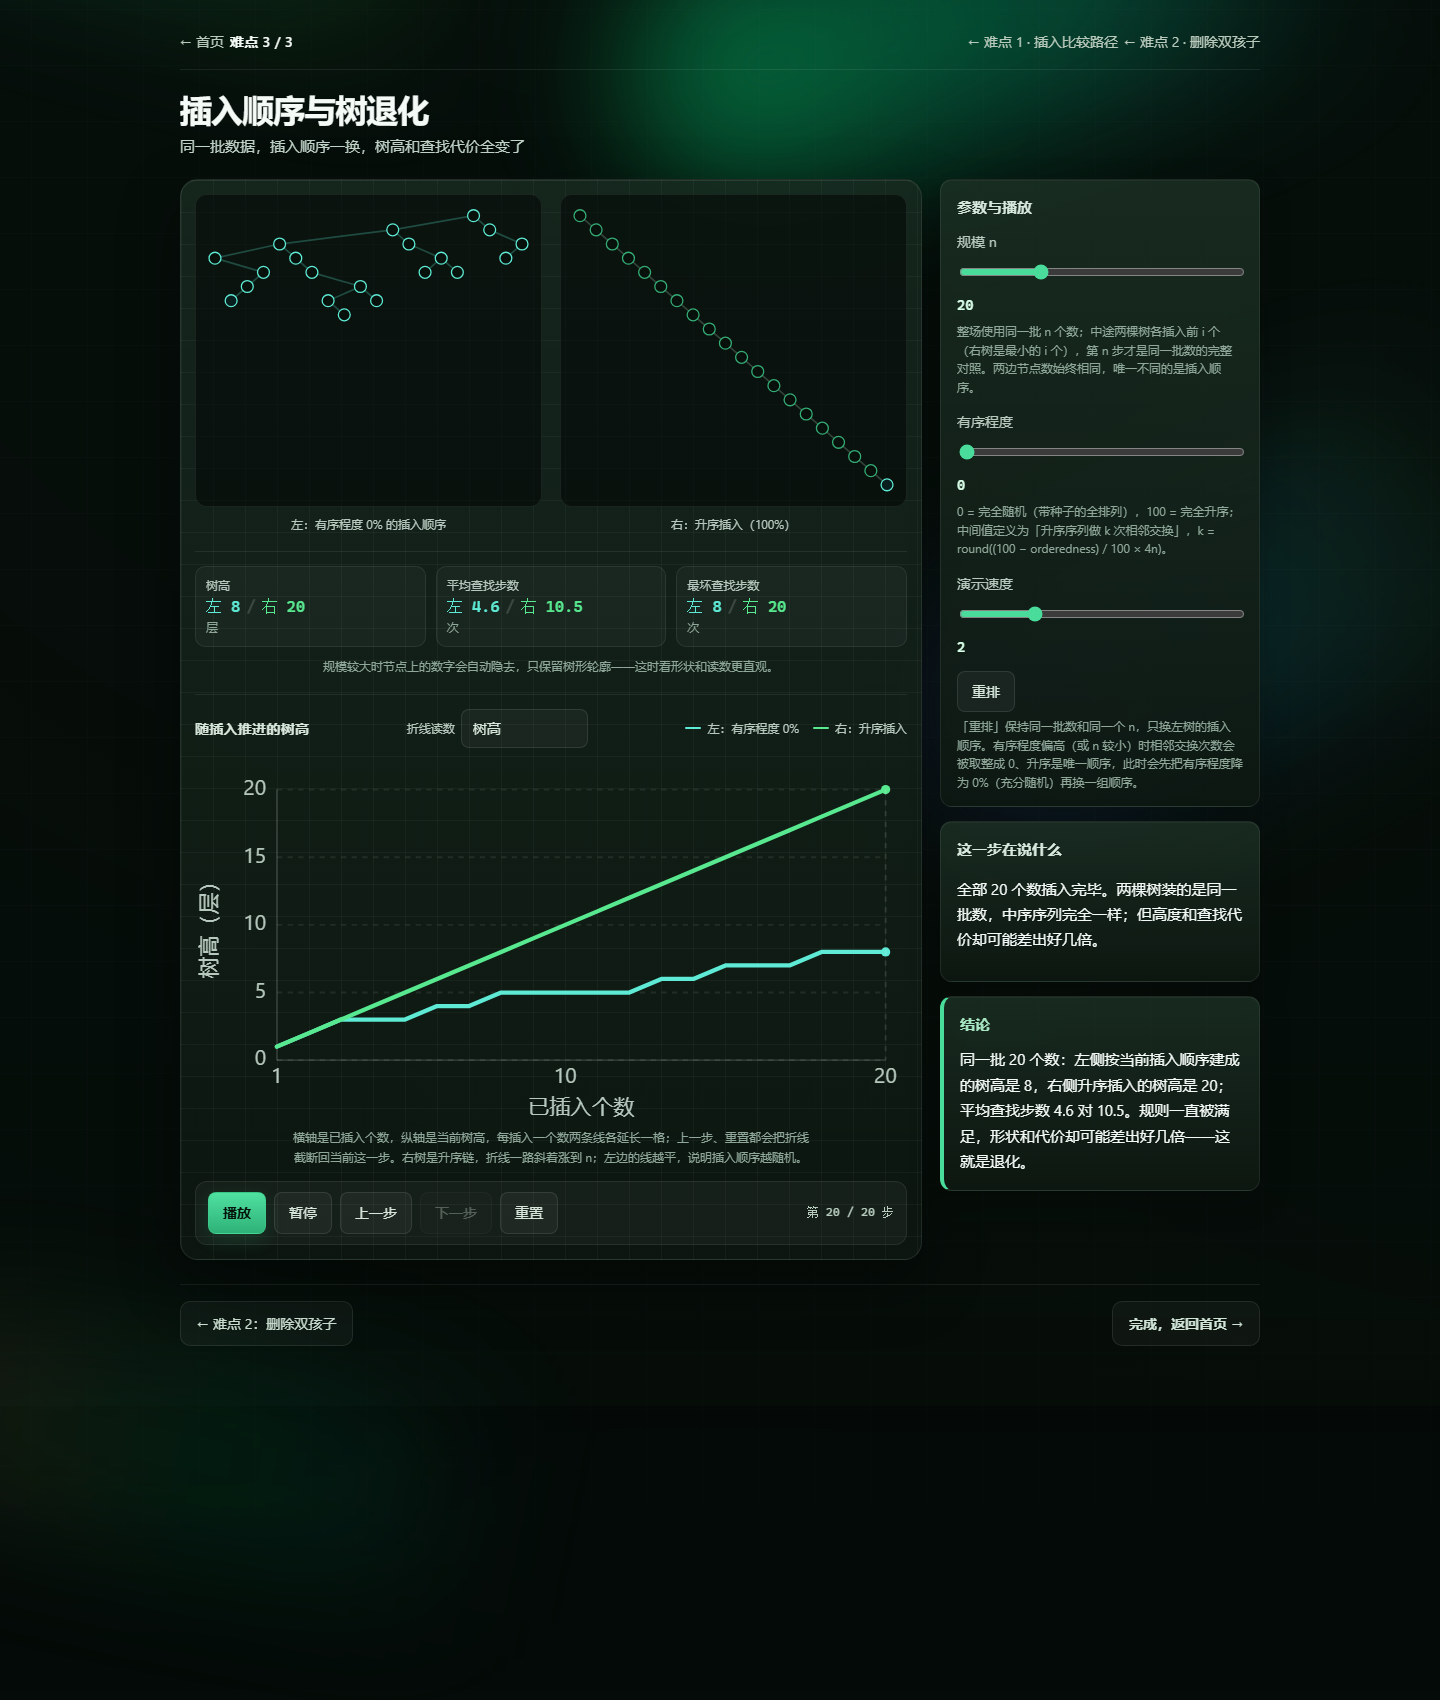 ← 首页 难点 3 / 3
← 难点 1 · 插入比较路径 ← 难点 2 · 删除双孩子
插入顺序与树退化
同一批数据，插入顺序一换，树高和查找代价全变了
左：有序程度 0% 的插入顺序
右：升序插入（100%）
树高
左 8 / 右 20
层
平均查找步数
左 4.6 / 右 10.5
次
最坏查找步数
左 8 / 右 20
次
规模较大时节点上的数字会自动隐去，只保留树形轮廓——这时看形状和读数更直观。
随插入推进的树高
折线读数 树高
左：有序程度 0% 右：升序插入
20
15
10
5
0
树高（层）
1 10 20
已插入个数
横轴是已插入个数，纵轴是当前树高，每插入一个数两条线各延长一格；上一步、重置都会把折线
截断回当前这一步。右树是升序链，折线一路斜着涨到 n；左边的线越平，说明插入顺序越随机。
播放 暂停 上一步 下一步 重置
第 20 / 20 步
参数与播放
规模 n
20
整场使用同一批 n 个数；中途两棵树各插入前 i 个
（右树是最小的 i 个），第 n 步才是同一批数的完整
对照。两边节点数始终相同，唯一不同的是插入顺
序。
有序程度
0
0 = 完全随机（带种子的全排列），100 = 完全升序；
中间值定义为「升序序列做 k 次相邻交换」，k =
round((100 − orderedness) / 100 × 4n)。
演示速度
2
重排
「重排」保持同一批数和同一个 n，只换左树的插入
顺序。有序程度偏高（或 n 较小）时相邻交换次数会
被取整成 0、升序是唯一顺序，此时会先把有序程度降
为 0%（充分随机）再换一组顺序。
这一步在说什么
全部 20 个数插入完毕。两棵树装的是同一
批数，中序序列完全一样；但高度和查找代
价却可能差出好几倍。
结论
同一批 20 个数：左侧按当前插入顺序建成
的树高是 8，右侧升序插入的树高是 20；
平均查找步数 4.6 对 10.5。规则一直被满
足，形状和代价却可能差出好几倍——这
就是退化。
← 难点 2：删除双孩子
完成，返回首页 →